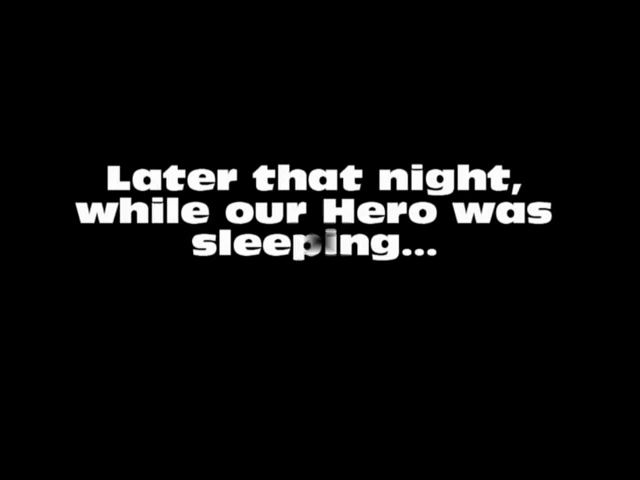 Later that night,
while our Hero was
sleeping...